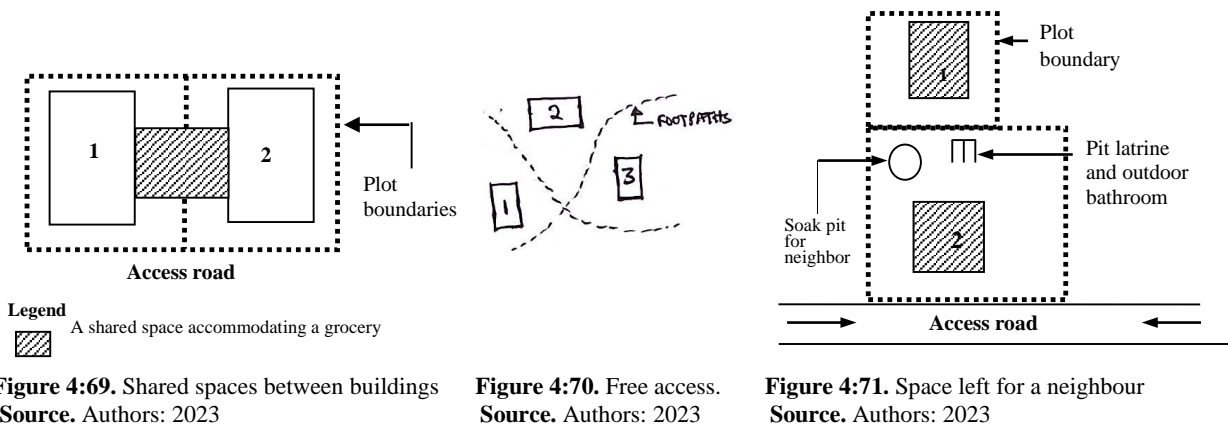 1
2
Plot
boundaries
Access road
Legend
A shared space accommodating a grocery
Figure 4:69. Shared spaces between buildings
Source. Authors: 2023
2
FOOTPATHS
3
1
Figure 4:70. Free access.
Source. Authors: 2023
Plot
boundary
1
Pit latrine
and outdoor
bathroom
Soak pit
for
neighbor
2
Access road
Figure 4:71. Space left for a neighbour
Source. Authors: 2023